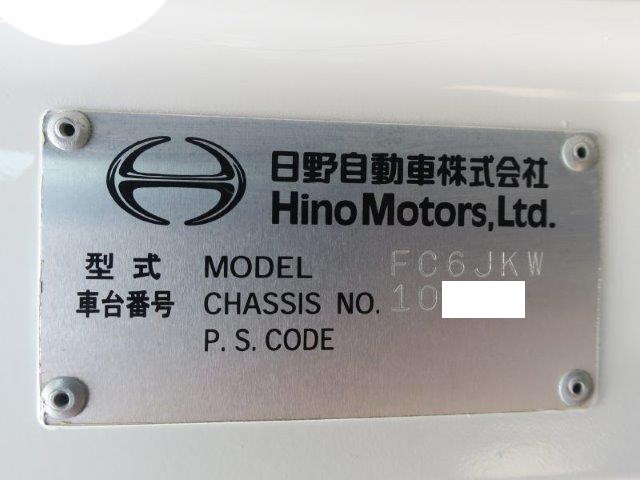 日野自動車株式会社
Hino Motors, Ltd.
型式 MODEL FC6JKW
車台番号 CHASSIS NO. 10
P. S. CODE